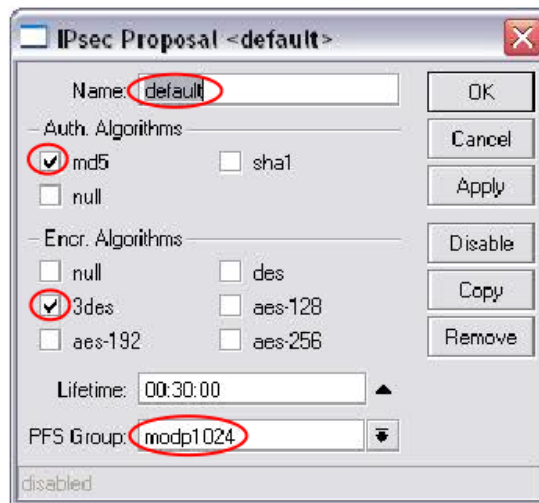 IPsec Proposal <default>
Name: default
OK
Auth. Algorithms
Cancel
md5 sha1
Apply
null
Encr. Algorithms
Disable
null des
Copy
3des aes-128
Remove
aes-192 aes-256
Lifetime: 00:30:00
PFS Group: modp1024
disabled